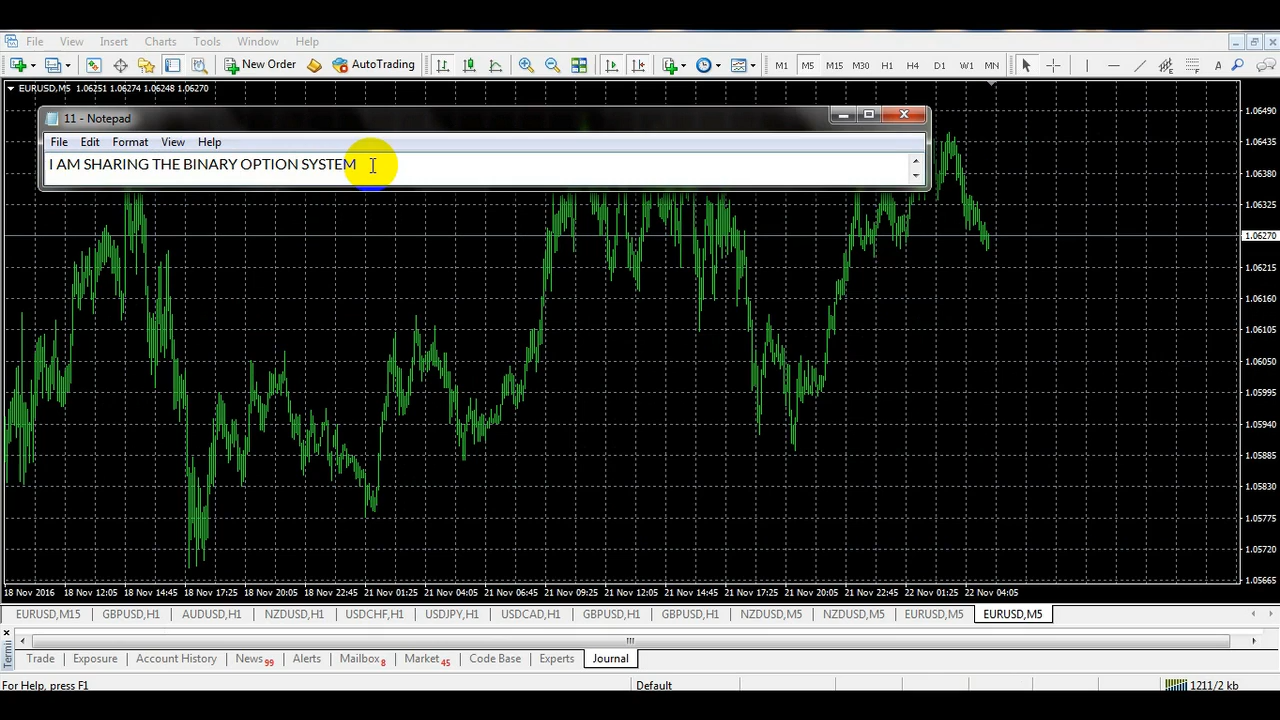 File View Insert Charts Tools Window Help
New Order AutoTrading M1 M5 M15 M30 H1 H4 D1 W1 MN A
EURUSD,M5 1.06251 1.06274 1.06248 1.06270
11 - Notepad
File Edit Format View Help
I AM SHARING THE BINARY OPTION SYSTEM
1.06490
1.06435
1.06380
1.06325
1.06270
1.06215
1.06160
1.06105
1.06050
1.05995
1.05940
1.05885
1.05830
1.05775
1.05720
1.05665
18 Nov 2016 18 Nov 12:05 18 Nov 14:45 18 Nov 17:25 18 Nov 20:05 18 Nov 22:45 21 Nov 01:25 21 Nov 04:05 21 Nov 06:45 21 Nov 09:25 21 Nov 12:05 21 Nov 14:45 21 Nov 17:25 21 Nov 20:05 21 Nov 22:45 22 Nov 01:25 22 Nov 04:05
EURUSD,M15 GBPUSD,H1 AUDUSD,H1 NZDUSD,H1 USDCHF,H1 USDJPY,H1 USDCAD,H1 GBPUSD,H1 GBPUSD,H1 NZDUSD,M5 NZDUSD,M5 EURUSD,M5 EURUSD,M5
Termi
Trade Exposure Account History News 99 Alerts Mailbox 8 Market 45 Code Base Experts Journal
For Help, press F1 Default 1211/2 kb